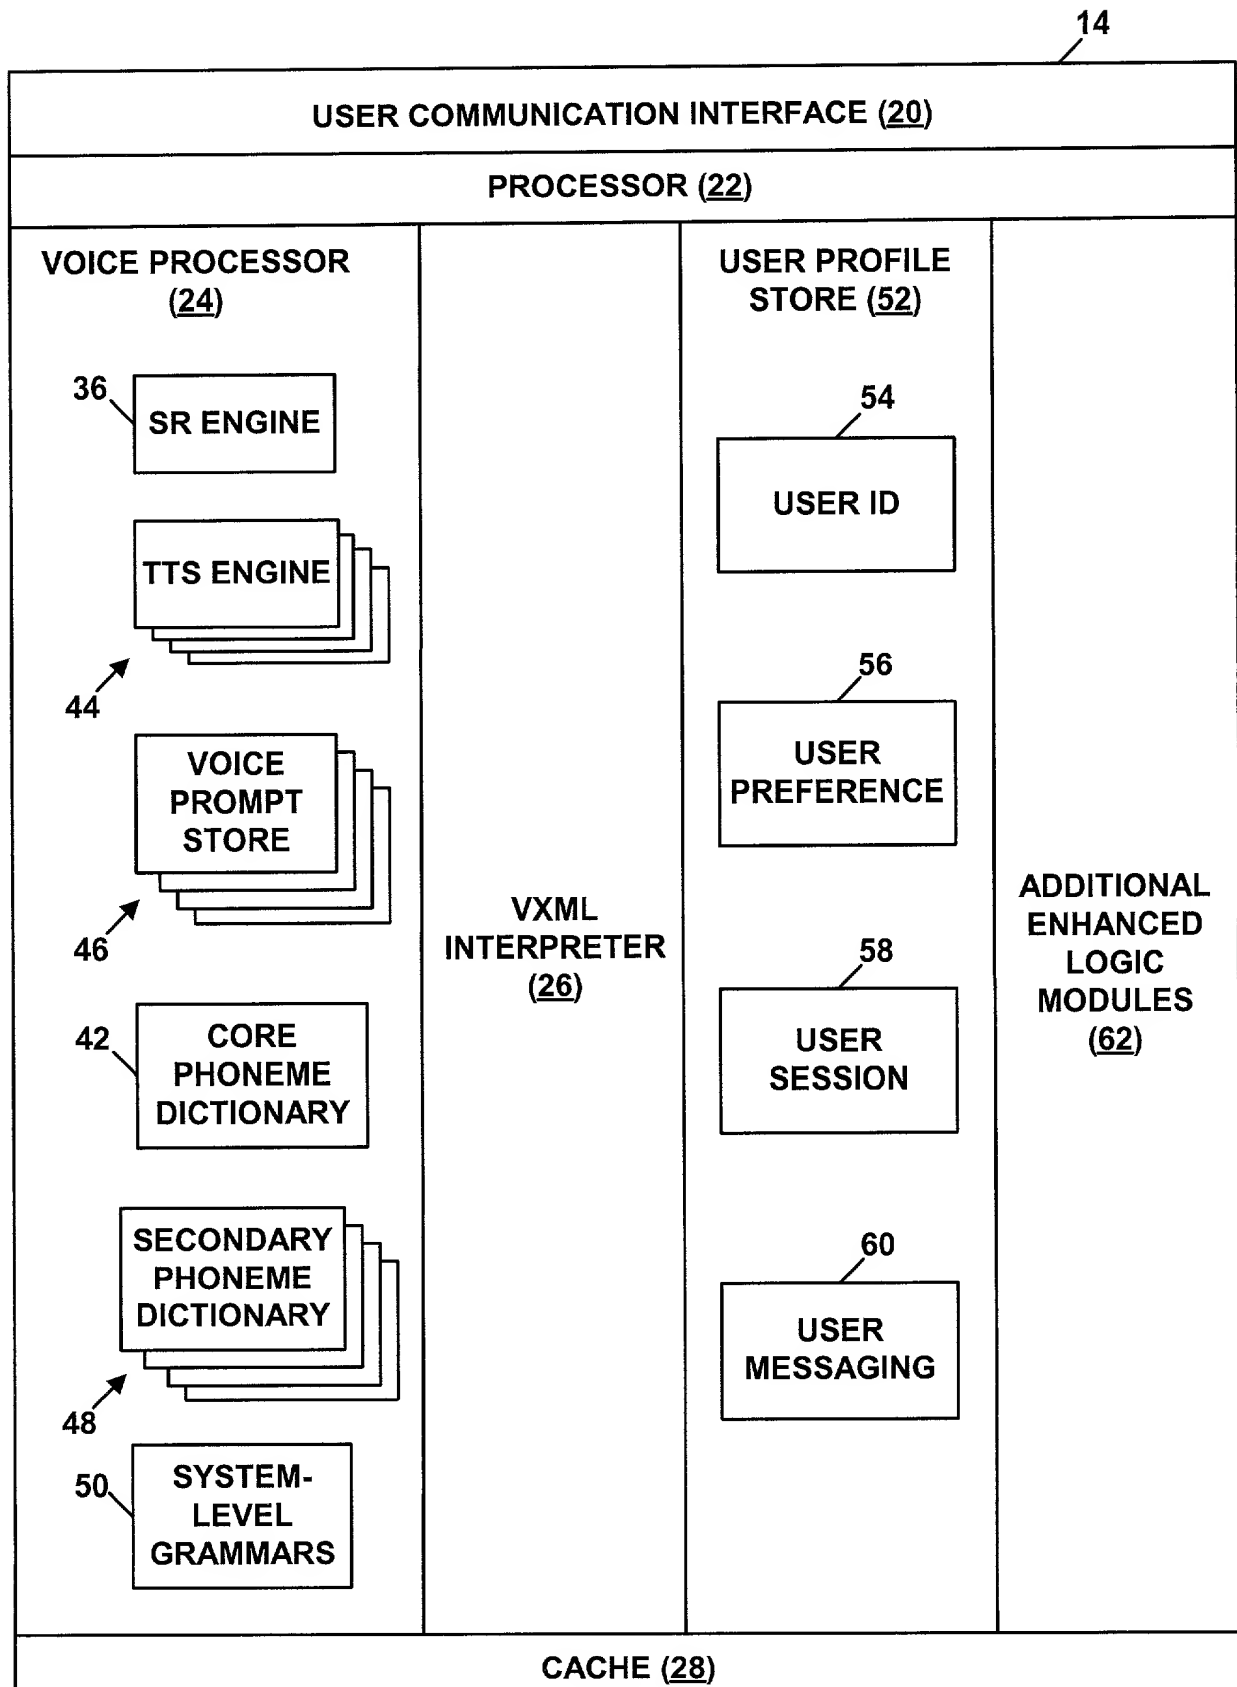 14
USER COMMUNICATION INTERFACE (20)
PROCESSOR (22)
VOICE PROCESSOR
(24)
36
SR ENGINE
TTS ENGINE
44
VOICE
PROMPT
STORE
46
42
CORE
PHONEME
DICTIONARY
SECONDARY
PHONEME
DICTIONARY
48
50
SYSTEM-
LEVEL
GRAMMARS
VXML
INTERPRETER
(26)
USER PROFILE
STORE (52)
54
USER ID
56
USER
PREFERENCE
58
USER
SESSION
60
USER
MESSAGING
ADDITIONAL
ENHANCED
LOGIC
MODULES
(62)
CACHE (28)